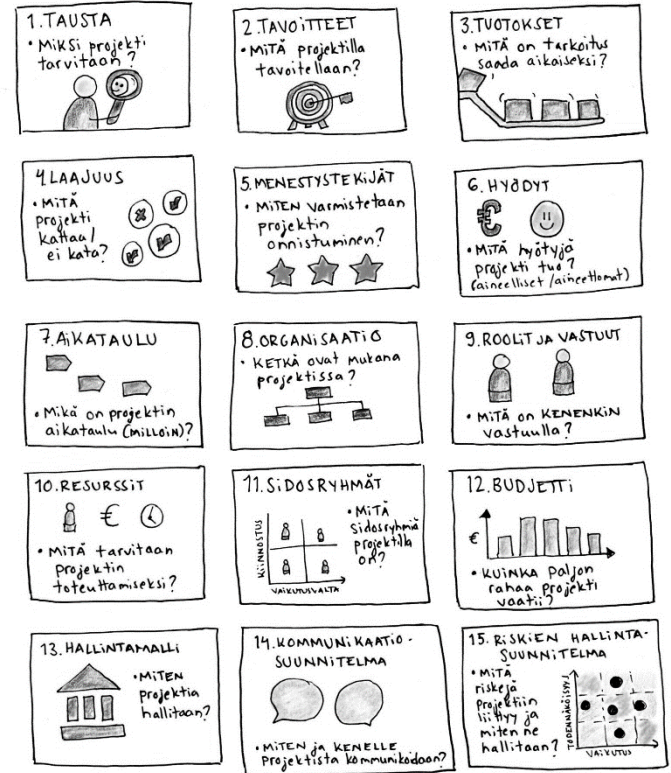 1. TAUSTA
• MIKSI projekti
tarvitaan?
2. TAVOITTEET
• MITÄ projektilla
tavoitellaan?
3. TUOTOKSET
• MITÄ on tarkoitus
saada aikaiseksi?
4. LAAJUUS
• MITÄ
projekti
kattaa/
ei kata?
5. MENESTYSTEKIJÄT
• MITEN varmistetaan
projektin
onnistuminen?
6. HYÖDYT
€
• MITÄ hyötyjä
projekti tuo?
(aineelliset/aineettomat)
7. AIKATAULU
• Mikä on projektin
aikataulu (MILLOIN)?
8. ORGANISAATIO
• KETKÄ ovat mukana
projektissa?
9. ROOLIT JA VASTUUT
• MITÄ on KENENKIN
vastuulla?
10. RESURSSIT
€
• MITÄ tarvitaan
projektin
toteuttamiseksi?
11. SIDOSRYHMÄT
• MITÄ
sidosryhmiä
projektilla
on?
KIINNOSTUS
VAIKUTUSVALTA
12. BUDJETTI
€
• KUINKA paljon
rahaa projekti
vaatii?
13. HALLINTAMALLI
• MITEN
projektia
hallitaan?
14. KOMMUNIKAATIO-
SUUNNITELMA
• MITEN ja KENELLE
projektista kommunikoidaan?
15. RISKIEN HALLINTA-
SUUNNITELMA
• MITÄ
riskejä
projektiin
liittyy ja
miten ne
hallitaan?
TODENNÄKÖISYYS
VAIKUTUS